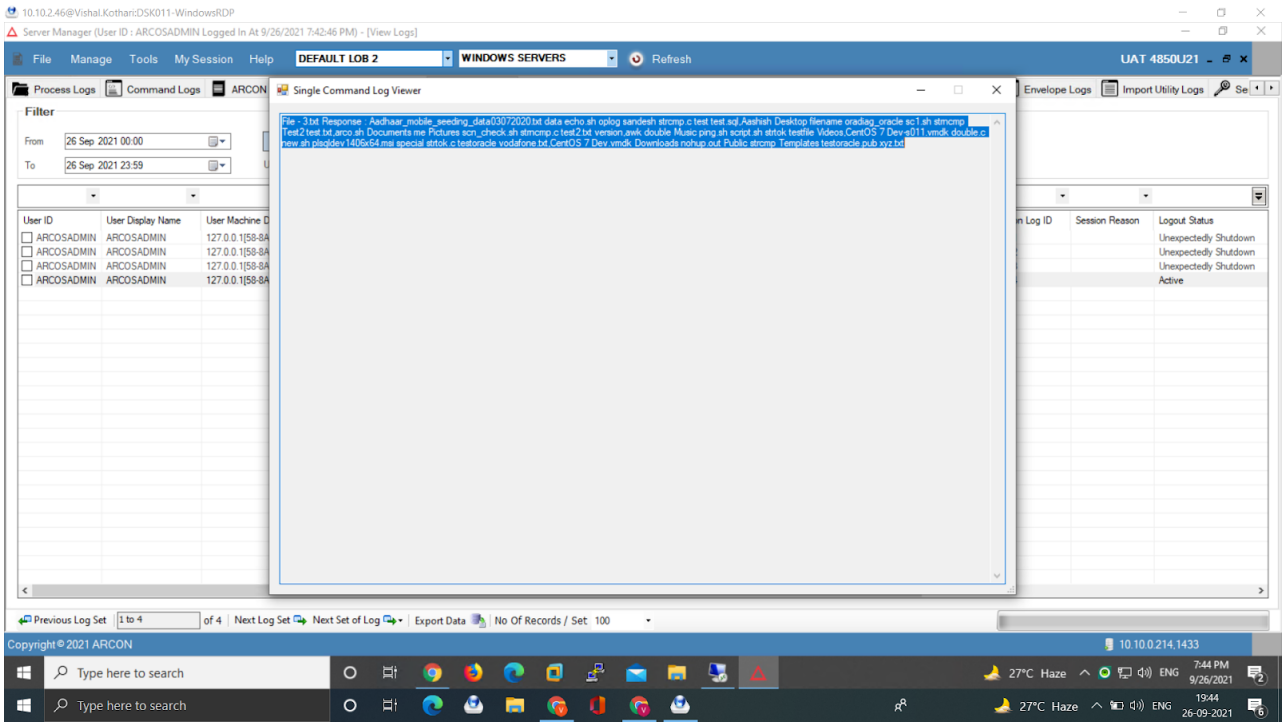 10.10.2.46@Vishal.Kothari:DSK011-WindowsRDP
Server Manager (User ID : ARCOSADMIN Logged In At 9/26/2021 7:42:46 PM) - [View Logs]
File Manage Tools My Session Help DEFAULT LOB 2 WINDOWS SERVERS Refresh UAT 4850U21
Process Logs Command Logs ARCON Single Command Log Viewer Envelope Logs Import Utility Logs Se
Filter
From 26 Sep 2021 00:00
To 26 Sep 2021 23:59
File - 3.txt Response : Aadhaar_mobile_seeding_data03072020.txt data echo.sh oplog sandesh strcmp.c test test.sql,Aashish Desktop filename oradiag_oracle sc1.sh strncmp
Test2 test.txt,arco.sh Documents me Pictures scn_check.sh strncmp.c test2.txt version,awk double Music ping.sh script.sh strtok testfile Videos,CentOS 7 Dev-s011.vmdk double.c
new.sh plsqldev1406x64.msi special strtok.c testoracle vodafone.txt,CentOS 7 Dev.vmdk Downloads nohup.out Public strcmp Templates testoracle.pub xyz.txt
User ID User Display Name User Machine D n Log ID Session Reason Logout Status
ARCOSADMIN ARCOSADMIN 127.0.0.1[58-8A Unexpectedly Shutdown
ARCOSADMIN ARCOSADMIN 127.0.0.1[58-8A Unexpectedly Shutdown
ARCOSADMIN ARCOSADMIN 127.0.0.1[58-8A Unexpectedly Shutdown
ARCOSADMIN ARCOSADMIN 127.0.0.1[58-8A Active
Previous Log Set 1 to 4 of 4 Next Log Set Next Set of Log Export Data No Of Records / Set 100
Copyright © 2021 ARCON 10.10.0.214,1433
Type here to search 27°C Haze ENG 7:44 PM
9/26/2021
Type here to search 27°C Haze ENG 19:44
26-09-2021